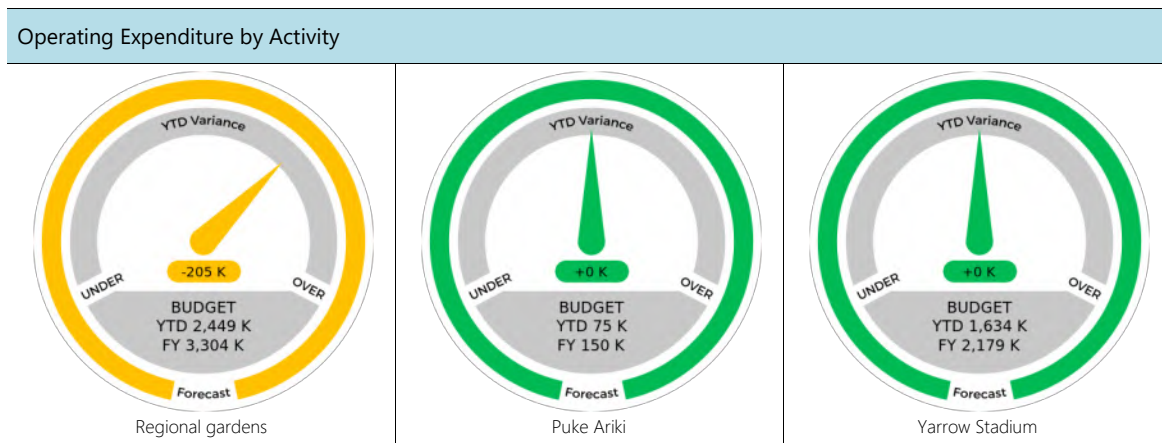 Operating Expenditure by Activity
YTD Variance
-205 K
UNDER
OVER
BUDGET
YTD 2,449 K
FY 3,304 K
Forecast
Regional gardens
YTD Variance
+0 K
UNDER
OVER
BUDGET
YTD 75 K
FY 150 K
Forecast
Puke Ariki
YTD Variance
+0 K
UNDER
OVER
BUDGET
YTD 1,634 K
FY 2,179 K
Forecast
Yarrow Stadium